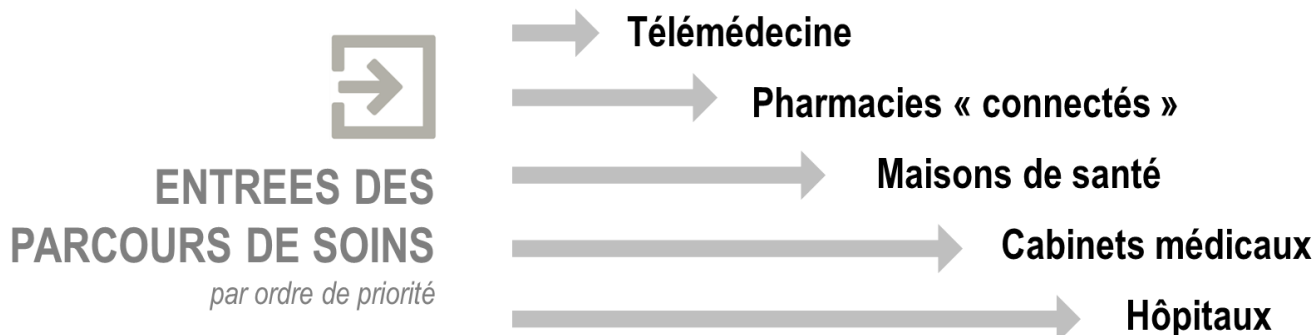 ENTREES DES
PARCOURS DE SOINS
par ordre de priorité
Télémédecine
Pharmacies « connectés »
Maisons de santé
Cabinets médicaux
Hôpitaux